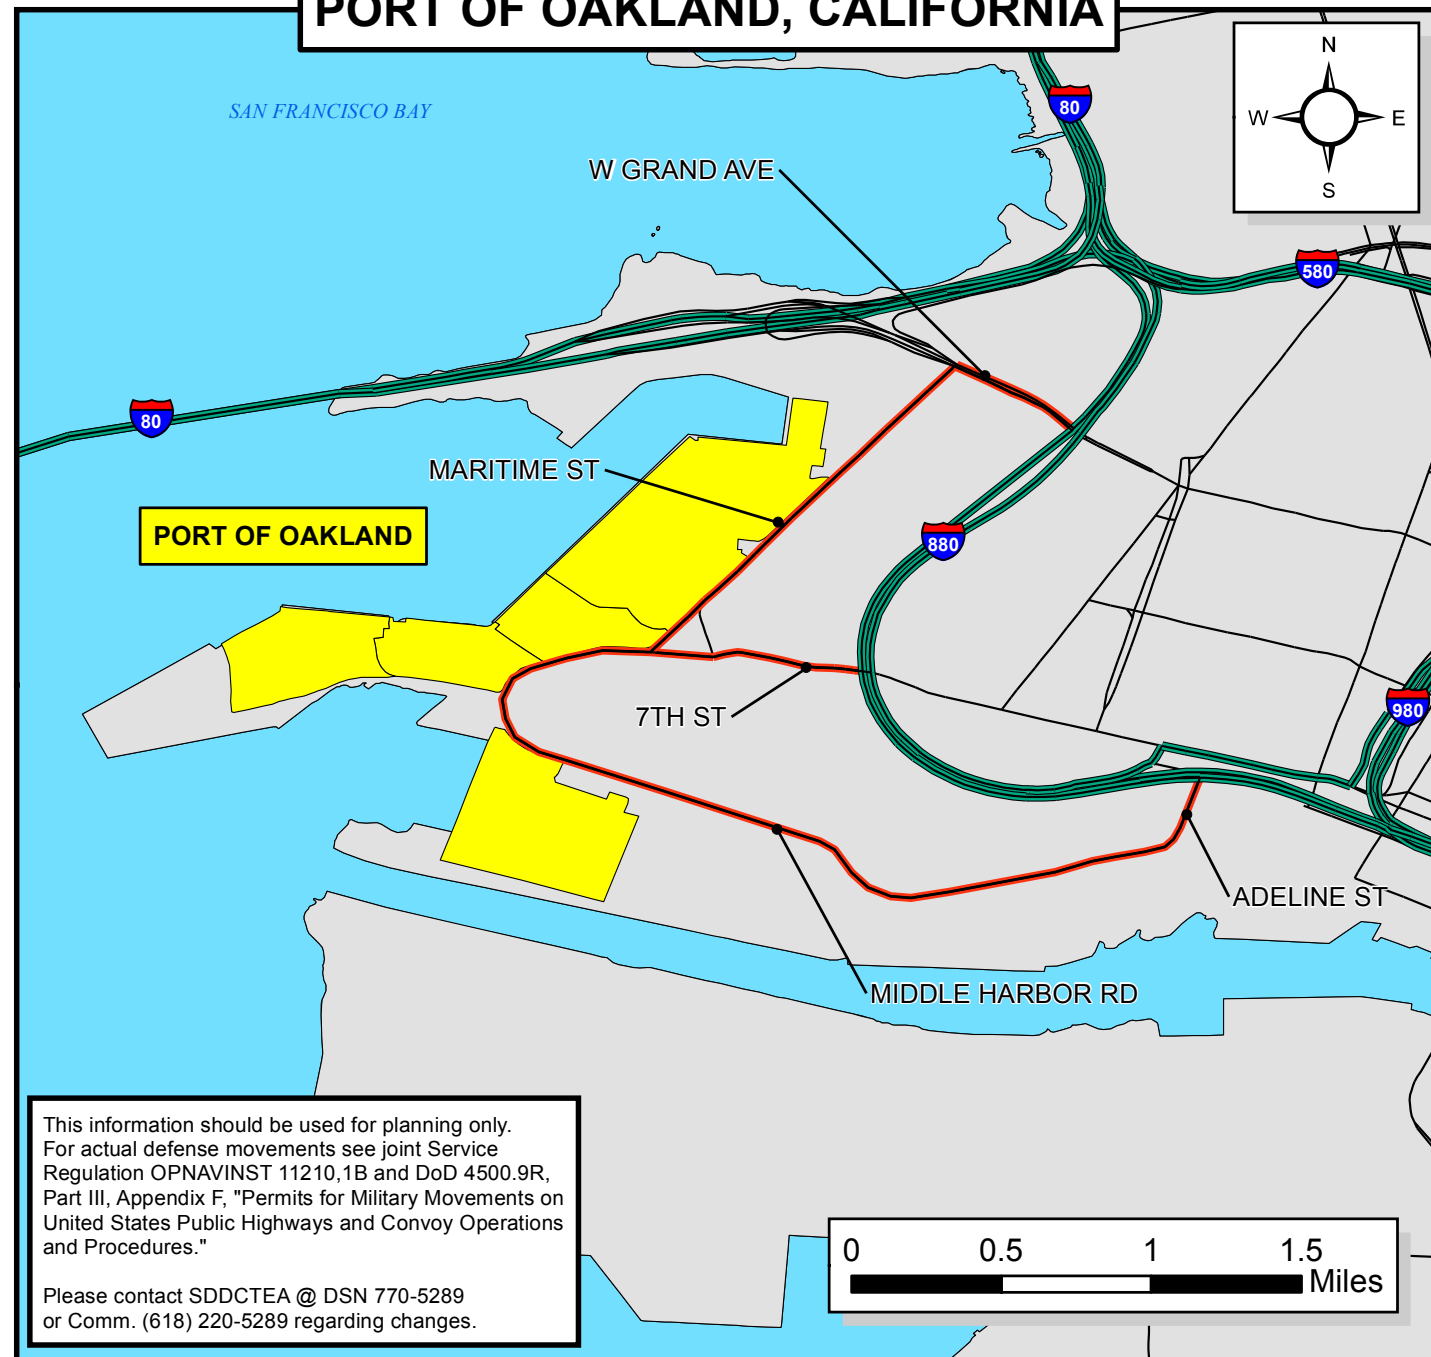 PORT OF OAKLAND, CALIFORNIA
N
W E
S
SAN FRANCISCO BAY
80
W GRAND AVE
580
80
MARITIME ST
PORT OF OAKLAND
880
7TH ST
980
ADELINE ST
MIDDLE HARBOR RD
This information should be used for planning only.
For actual defense movements see joint Service
Regulation OPNAVINST 11210,1B and DoD 4500.9R,
Part III, Appendix F, "Permits for Military Movements on
United States Public Highways and Convoy Operations
and Procedures."
Please contact SDDCTEA @ DSN 770-5289
or Comm. (618) 220-5289 regarding changes.
0 0.5 1 1.5
Miles